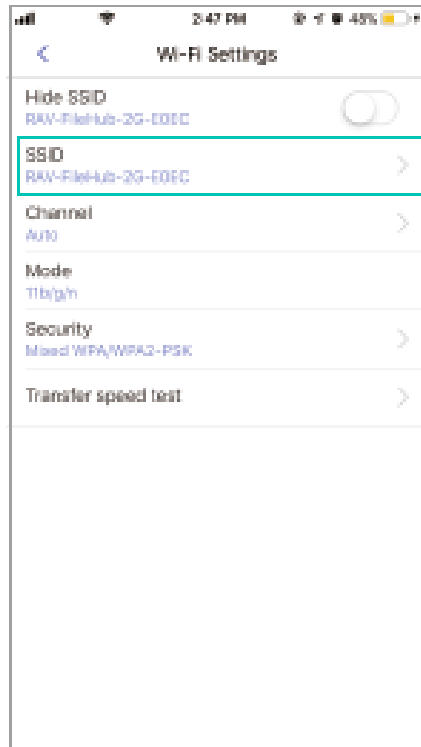 2:47 PM 48%
Wi-Fi Settings
Hide SSID
RAV-FileHub-2G-E0EC
SSID
RAV-FileHub-2G-E0EC
Channel
Auto
Mode
11b/g/n
Security
Mixed WPA/WPA2-PSK
Transfer speed test